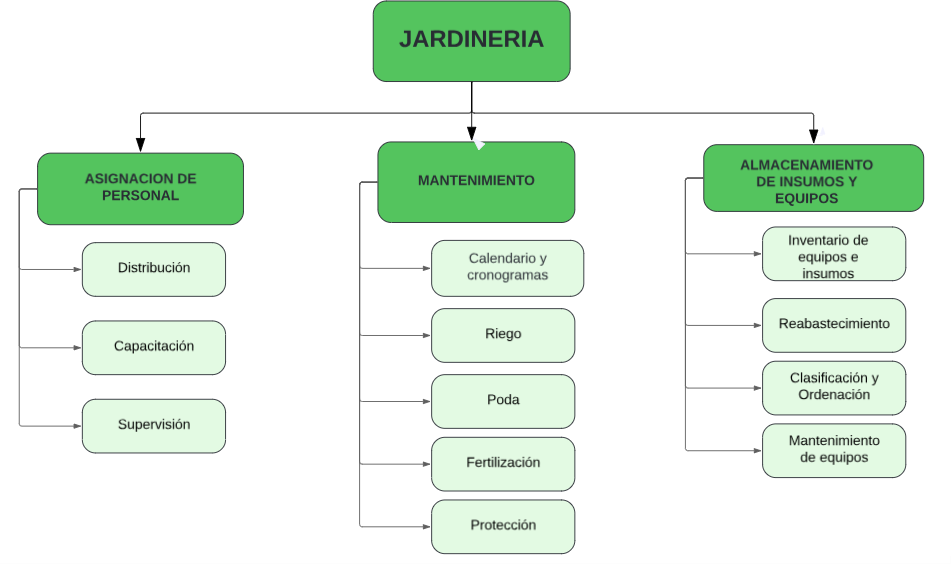 JARDINERIA
ASIGNACION DE
PERSONAL
Distribución
Capacitación
Supervisión
MANTENIMIENTO
Calendario y
cronogramas
Riego
Poda
Fertilización
Protección
ALMACENAMIENTO
DE INSUMOS Y
EQUIPOS
Inventario de
equipos e
insumos
Reabastecimiento
Clasificación y
Ordenación
Mantenimiento
de equipos